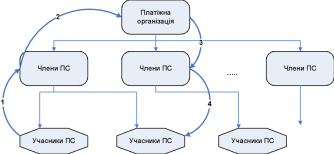 Платіжна
організація
2
3
Члени ПС
Члени ПС
.....
Члени ПС
1
4
Учасники ПС
Учасники ПС
Учасники ПС